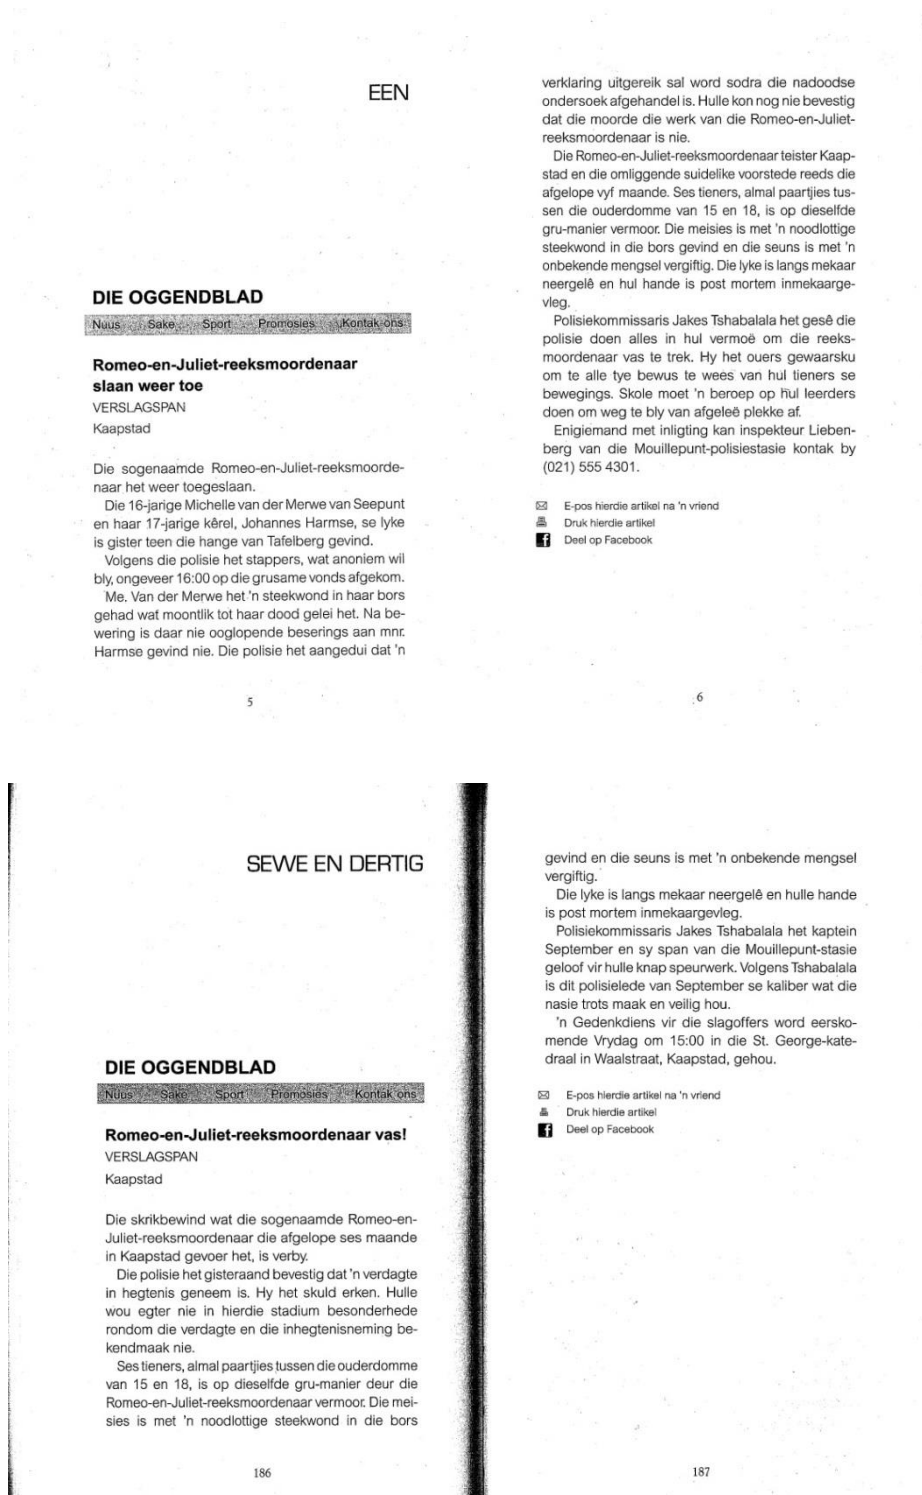 EEN
DIE OGGENDBLAD
Nuus Sake Sport Promosies Kontak ons
Romeo-en-Juliet-reeksmoordenaar
slaan weer toe
VERSLAGSPAN
Kaapstad
Die sogenaamde Romeo-en-Juliet-reeksmoorde-
naar het weer toegeslaan.
Die 16-jarige Michelle van der Merwe van Seepunt
en haar 17-jarige kêrel, Johannes Harmse, se lyke
is gister teen die hange van Tafelberg gevind.
Volgens die polisie het stappers, wat anoniem wil
bly, ongeveer 16:00 op die grusame vonds afgekom.
Me. Van der Merwe het 'n steekwond in haar bors
gehad wat moontlik tot haar dood gelei het. Na be-
wering is daar nie ooglopende beserings aan mnr.
Harmse gevind nie. Die polisie het aangedui dat 'n
5
verklaring uitgereik sal word sodra die nadoodse
ondersoek afgehandel is. Hulle kon nog nie bevestig
dat die moorde die werk van die Romeo-en-Juliet-
reeksmoordenaar is nie.
Die Romeo-en-Juliet-reeksmoordenaar teister Kaap-
stad en die omliggende suidelike voorstede reeds die
afgelope vyf maande. Ses tieners, almal paartjies tus-
sen die ouderdomme van 15 en 18, is op dieselfde
gru-manier vermoor. Die meisies is met 'n noodlottige
steekwond in die bors gevind en die seuns is met 'n
onbekende mengsel vergiftig. Die lyke is langs mekaar
neergelê en hul hande is post mortem inmekaarge-
vleg.
Polisiekommissaris Jakes Tshabalala het gesê die
polisie doen alles in hul vermoë om die reeks-
moordenaar vas te trek. Hy het ouers gewaarsku
om te alle tye bewus te wees van hul tieners se
bewegings. Skole moet 'n beroep op hul leerders
doen om weg te bly van afgeleë plekke af.
Enigiemand met inligting kan inspekteur Lieben-
berg van die Mouillepunt-polisiestasie kontak by
(021) 555 4301.
E-pos hierdie artikel na 'n vriend
Druk hierdie artikel
f Deel op Facebook
6
SEWE EN DERTIG
DIE OGGENDBLAD
Nuus Sake Sport Promosies Kontak ons
Romeo-en-Juliet-reeksmoordenaar vas!
VERSLAGSPAN
Kaapstad
Die skrikbewind wat die sogenaamde Romeo-en-
Juliet-reeksmoordenaar die afgelope ses maande
in Kaapstad gevoer het, is verby.
Die polisie het gisteraand bevestig dat 'n verdagte
in hegtenis geneem is. Hy het skuld erken. Hulle
wou egter nie in hierdie stadium besonderhede
rondom die verdagte en die inhegtenisneming be-
kendmaak nie.
Ses tieners, almal paartjies tussen die ouderdomme
van 15 en 18, is op dieselfde gru-manier deur die
Romeo-en-Juliet-reeksmoordenaar vermoor. Die mei-
sies is met 'n noodlottige steekwond in die bors
186
gevind en die seuns is met 'n onbekende mengsel
vergiftig.
Die lyke is langs mekaar neergelê en hulle hande
is post mortem inmekaargevleg.
Polisiekommissaris Jakes Tshabalala het kaptein
September en sy span van die Mouillepunt-stasie
geloof vir hulle knap speurwerk. Volgens Tshabalala
is dit polisielede van September se kaliber wat die
nasie trots maak en veilig hou.
'n Gedenkdiens vir die slagoffers word eersko-
mende Vrydag om 15:00 in die St. George-kate-
draal in Waalstraat, Kaapstad, gehou.
E-pos hierdie artikel na 'n vriend
Druk hierdie artikel
f Deel op Facebook
187